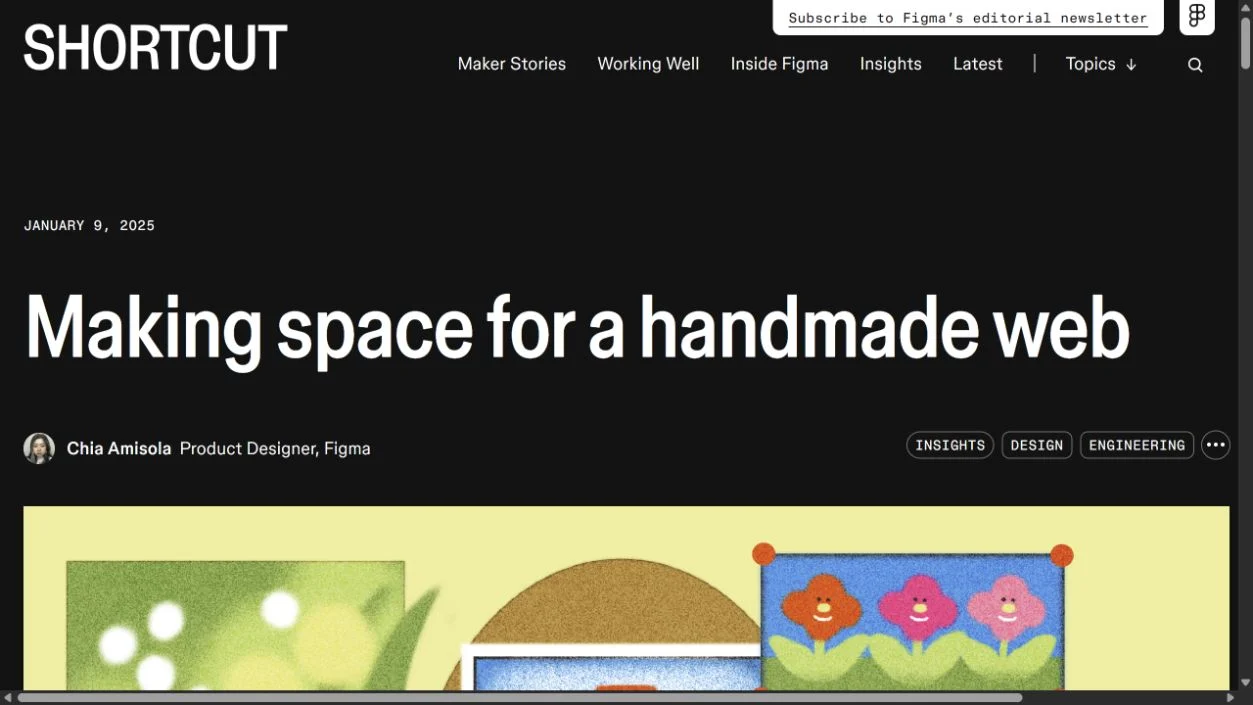 Subscribe to Figma's editorial newsletter
SHORTCUT
Maker Stories Working Well Inside Figma Insights Latest | Topics ↓
JANUARY 9, 2025
Making space for a handmade web
Chia Amisola Product Designer, Figma
INSIGHTS DESIGN ENGINEERING •••